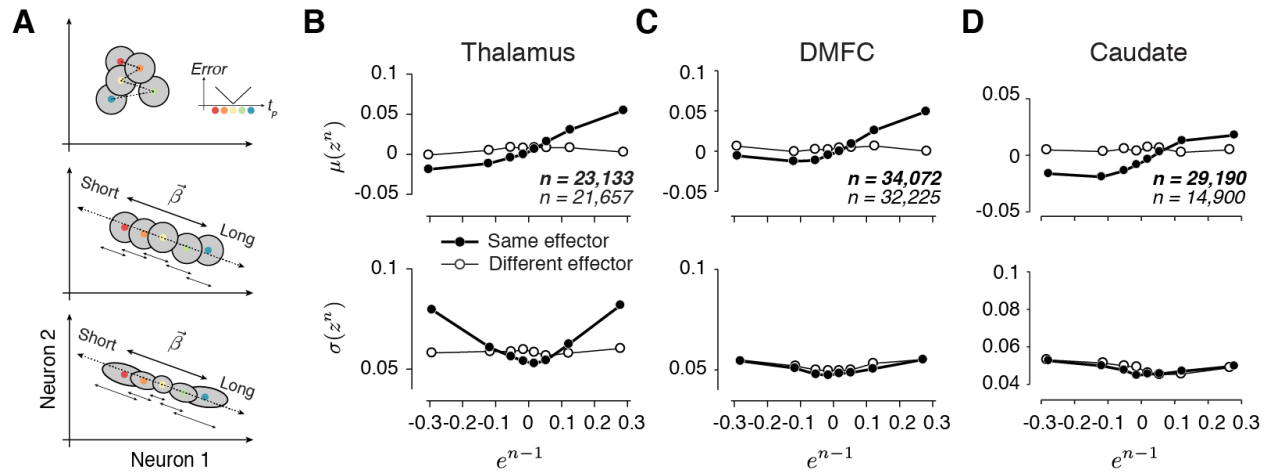 A
Error
t_p
Short
β⃗
Long
Short
β⃗
Long
Neuron 2
Neuron 1
B
Thalamus
μ(zⁿ)
0.1
0.05
0
-0.05
n = 23,133
n = 21,657
Same effector
Different effector
σ(zⁿ)
0.1
0.05
-0.3 -0.2 -0.1 0 0.1 0.2 0.3
eⁿ⁻¹
C
DMFC
0.1
0.05
0
-0.05
n = 34,072
n = 32,225
0.1
0.05
-0.3 -0.2 -0.1 0 0.1 0.2 0.3
eⁿ⁻¹
D
Caudate
0.05
0
-0.05
n = 29,190
n = 14,900
0.1
0.08
0.06
0.04
-0.3 -0.2 -0.1 0 0.1 0.2 0.3
eⁿ⁻¹